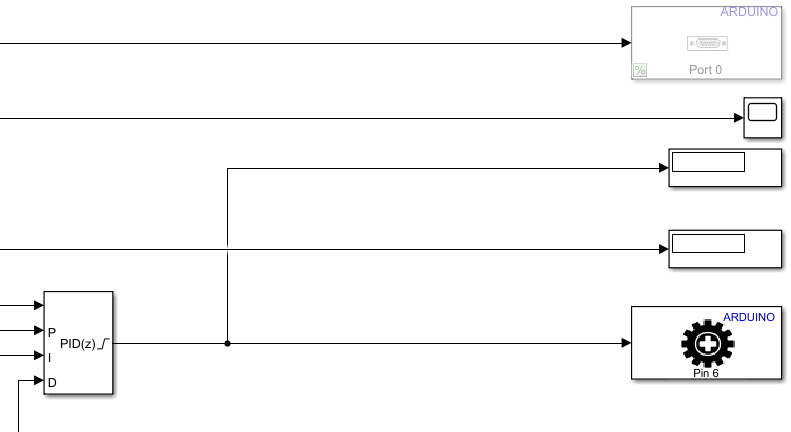 ARDUINO
%
Port 0
P
PID(z)
I
D
ARDUINO
Pin 6